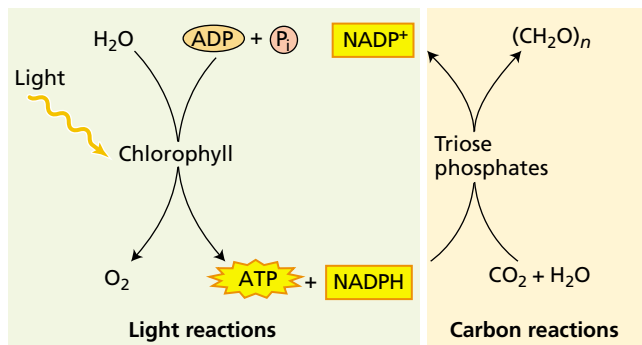 H₂O ADP + Pᵢ NADP⁺ (CH₂O)ₙ
Light
Chlorophyll Triose
phosphates
O₂ ATP + NADPH CO₂ + H₂O
Light reactions Carbon reactions